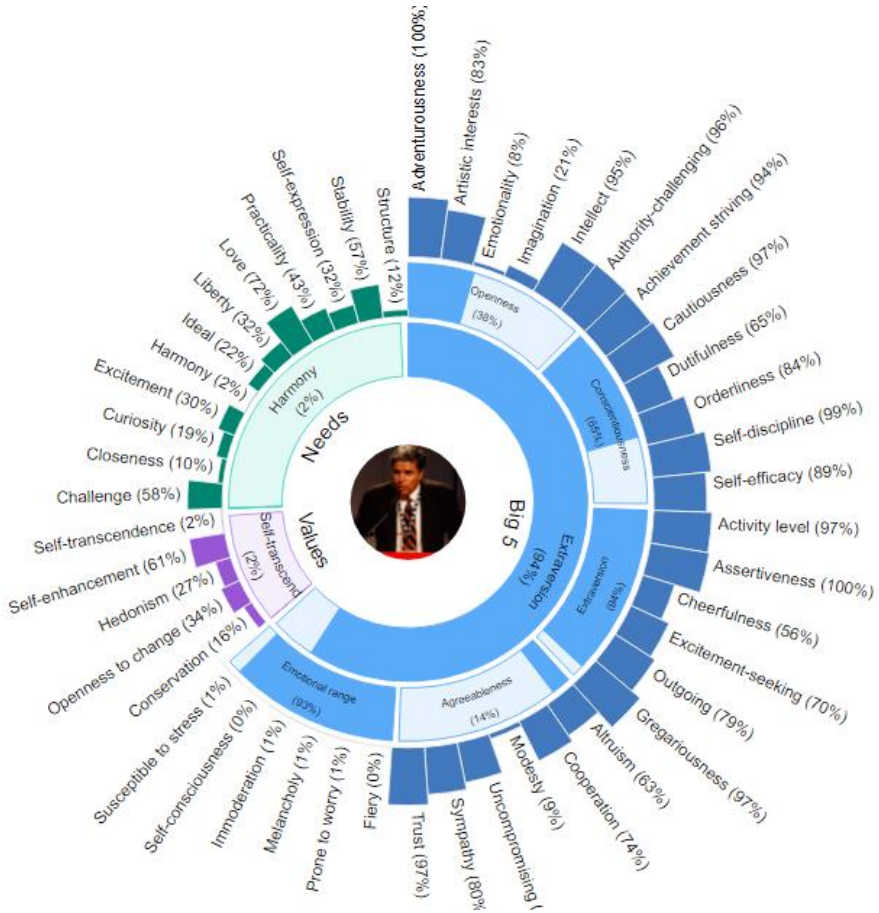 Adventurousness (100%)
Artistic interests (83%)
Emotionality (8%)
Imagination (21%)
Intellect (95%)
Authority-challenging (96%)
Achievement striving (94%)
Cautiousness (97%)
Dutifulness (65%)
Orderliness (84%)
Self-discipline (99%)
Self-efficacy (89%)
Activity level (97%)
Assertiveness (100%)
Cheerfulness (56%)
Excitement-seeking (70%)
Outgoing (79%)
Gregariousness (97%)
Altruism (63%)
Cooperation (74%)
Modesty (9%)
Uncompromising (
Sympathy (80%
Trust (97%)
Fiery (0%)
Prone to worry (1%)
Melancholy (1%)
Immoderation (1%)
Self-consciousness (0%)
Susceptible to stress (1%)
Conservation (16%)
Openness to change (34%)
Hedonism (27%)
Self-enhancement (61%)
Self-transcendence (2%)
Challenge (58%)
Closeness (10%)
Curiosity (19%)
Excitement (30%)
Harmony (2%)
Ideal (22%)
Liberty (32%)
Love (72%)
Practicality (43%)
Self-expression (32%)
Stability (57%)
Structure (12%)
Openness
(38%)
Conscientiousness
(65%)
Extraversion
(94%)
Agreeableness
(14%)
Emotional range
(93%)
Self-transcend
(2%)
Harmony
(2%)
Extraversion
(94%)
Big 5
Needs
Values